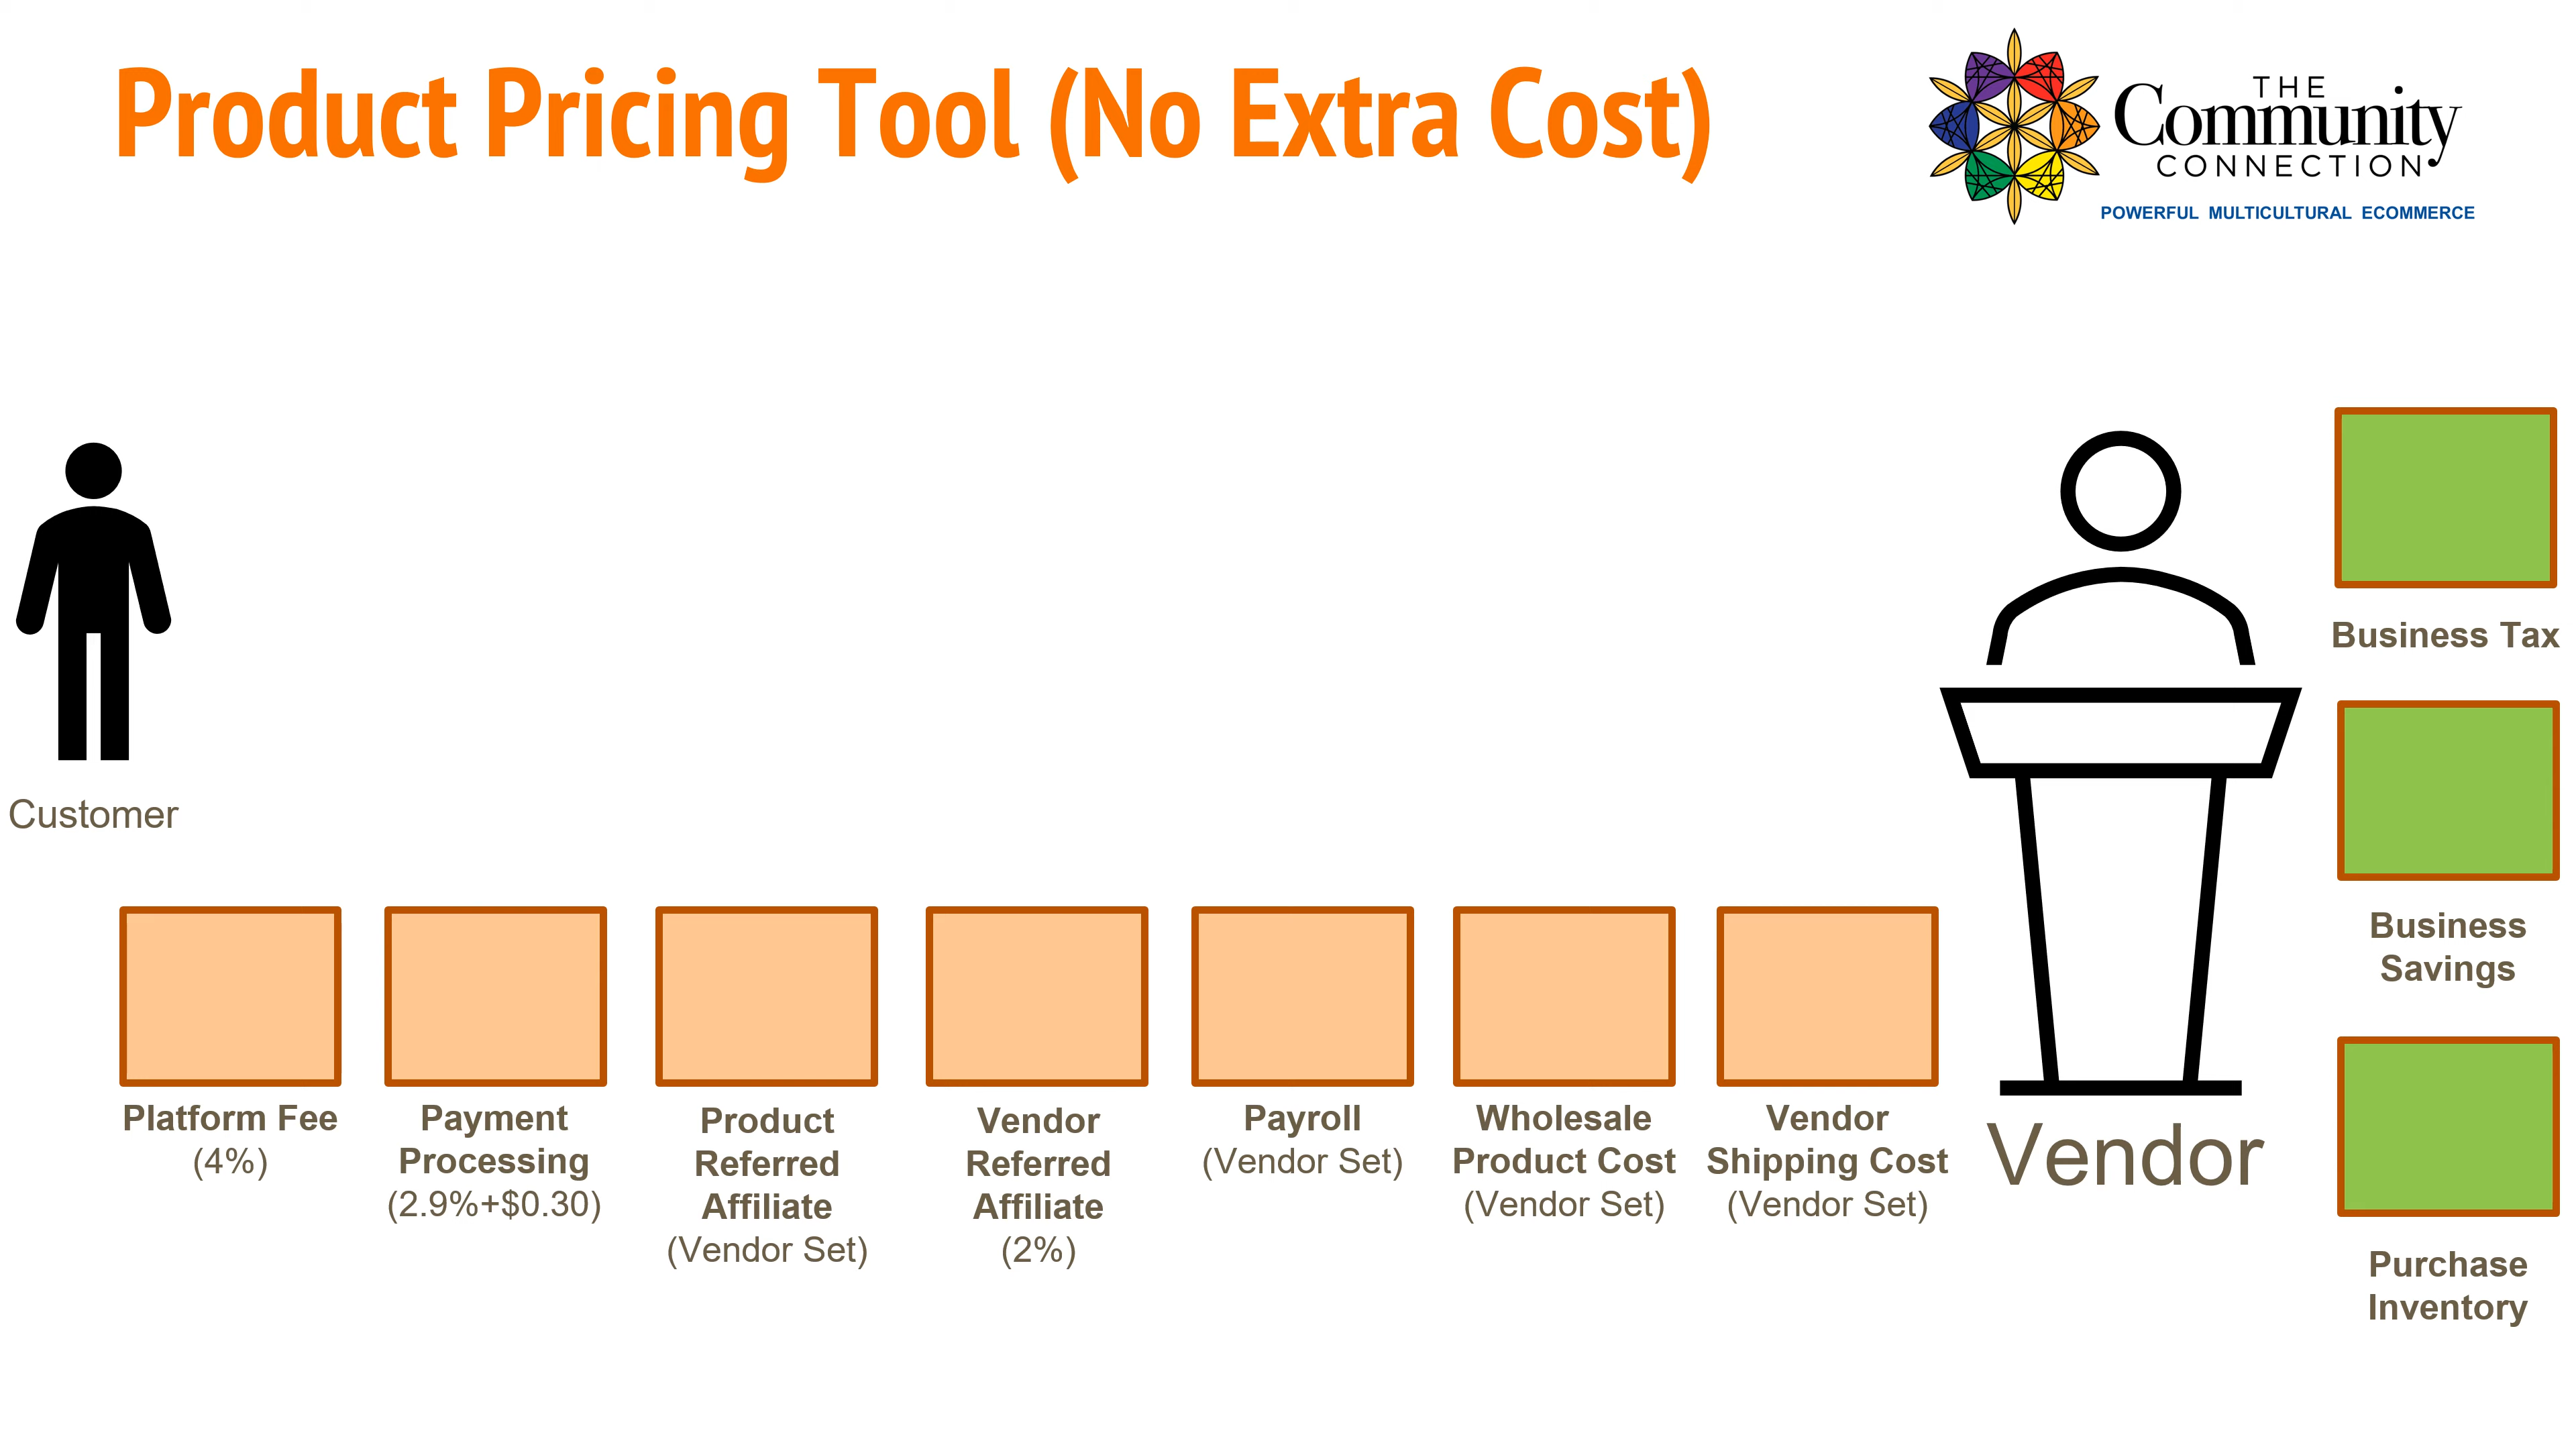 Product Pricing Tool (No Extra Cost)
THE
Community
CONNECTION
POWERFUL MULTICULTURAL ECOMMERCE
Customer
Platform Fee
(4%)
Payment
Processing
(2.9%+$0.30)
Product
Referred
Affiliate
(Vendor Set)
Vendor
Referred
Affiliate
(2%)
Payroll
(Vendor Set)
Wholesale
Product Cost
(Vendor Set)
Vendor
Shipping Cost
(Vendor Set)
Vendor
Business Tax
Business
Savings
Purchase
Inventory